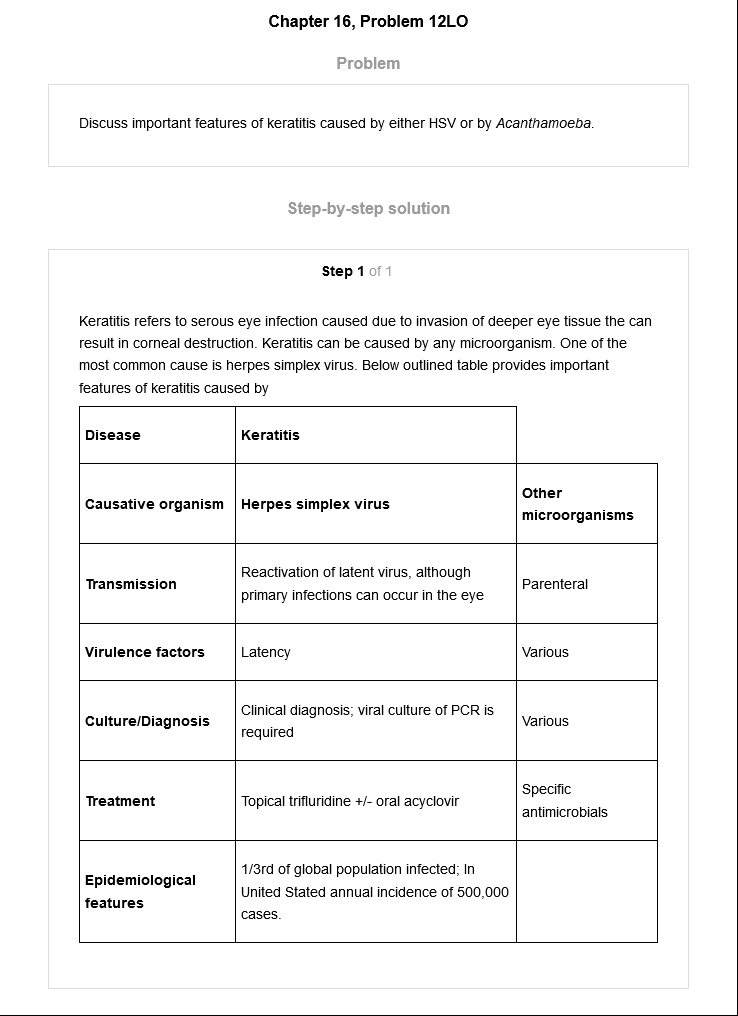 Chapter 16, Problem 12LO
Problem
Discuss important features of keratitis caused by either HSV or by Acanthamoeba.
Step-by-step solution
Step 1 of 1
Keratitis refers to serous eye infection caused due to invasion of deeper eye tissue the can
result in corneal destruction. Keratitis can be caused by any microorganism. One of the
most common cause is herpes simplex virus. Below outlined table provides important
features of keratitis caused by
Disease
Keratitis
Causative organism
Herpes simplex virus
Other
microorganisms
Transmission
Reactivation of latent virus, although
primary infections can occur in the eye
Parenteral
Virulence factors
Latency
Various
Culture/Diagnosis
Clinical diagnosis; viral culture of PCR is
required
Various
Treatment
Topical trifluridine +/- oral acyclovir
Specific
antimicrobials
Epidemiological
features
1/3rd of global population infected; In
United Stated annual incidence of 500,000
cases.